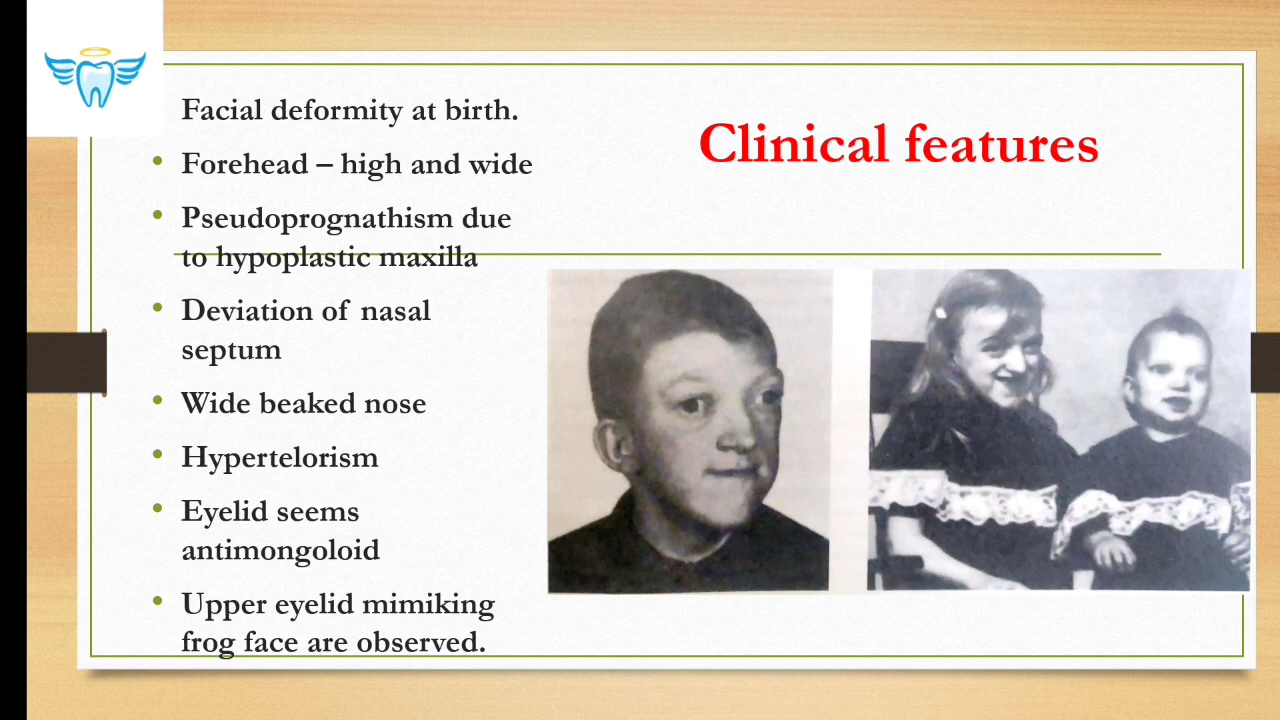 Facial deformity at birth.
Clinical features
• Forehead – high and wide
• Pseudoprognathism due
to hypoplastic maxilla
• Deviation of nasal
septum
• Wide beaked nose
• Hypertelorism
• Eyelid seems
antimongoloid
• Upper eyelid mimiking
frog face are observed.